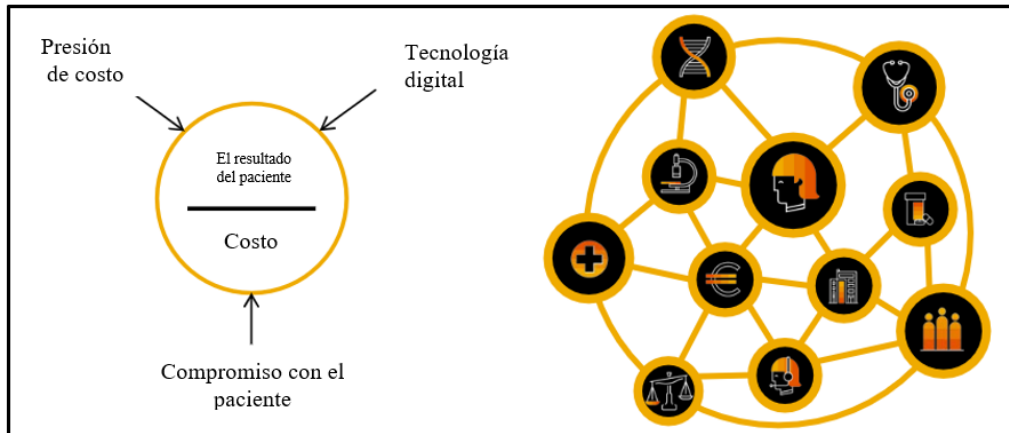 Presión
de costo
Tecnología
digital
El resultado
del paciente
Costo
Compromiso con el
paciente